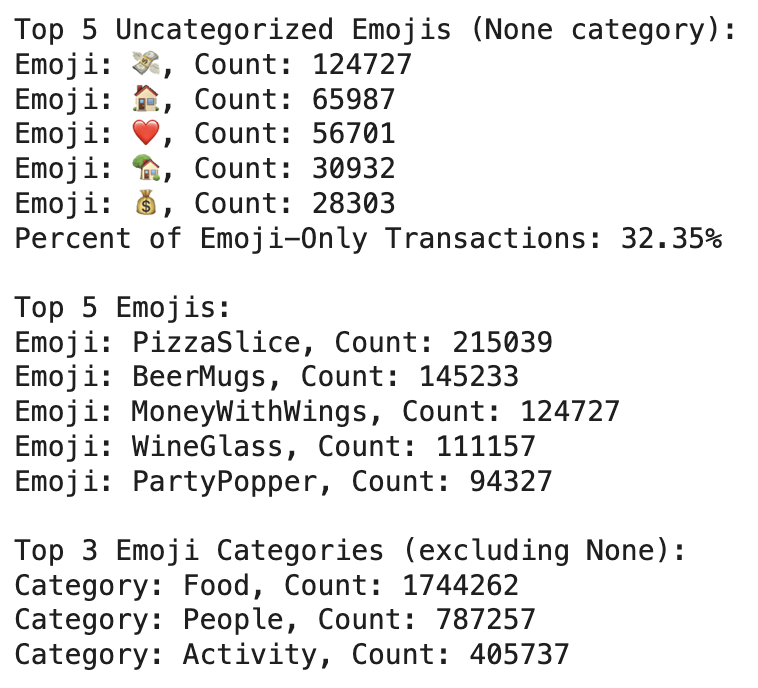 Top 5 Uncategorized Emojis (None category):
Emoji: 💸, Count: 124727
Emoji: 🏠, Count: 65987
Emoji: ❤️, Count: 56701
Emoji: 🏡, Count: 30932
Emoji: 💰, Count: 28303
Percent of Emoji-Only Transactions: 32.35%
Top 5 Emojis:
Emoji: PizzaSlice, Count: 215039
Emoji: BeerMugs, Count: 145233
Emoji: MoneyWithWings, Count: 124727
Emoji: WineGlass, Count: 111157
Emoji: PartyPopper, Count: 94327
Top 3 Emoji Categories (excluding None):
Category: Food, Count: 1744262
Category: People, Count: 787257
Category: Activity, Count: 405737